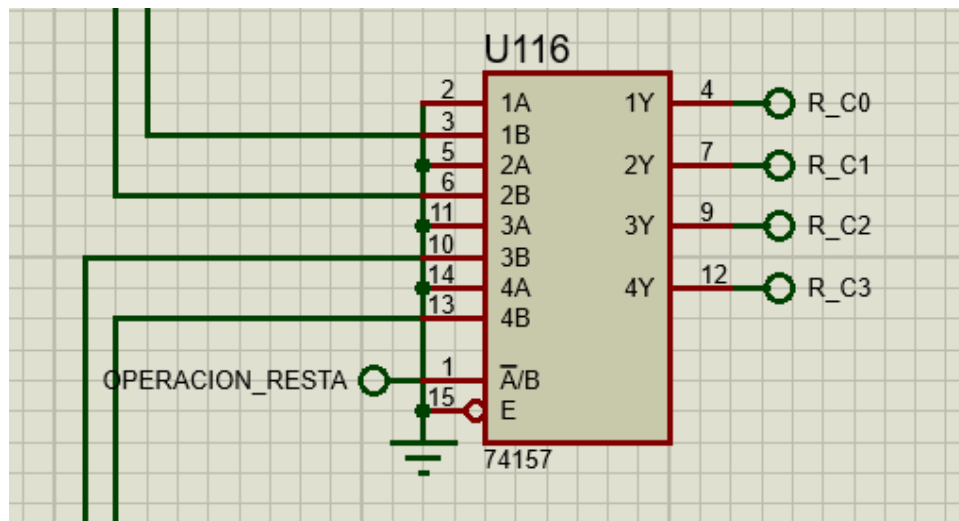 U116
2 1A 1Y 4 R_C0
3 1B
5 2A 2Y 7 R_C1
6 2B
11 3A 3Y 9 R_C2
10 3B
14 4A 4Y 12 R_C3
13 4B
OPERACION_RESTA 1 A̅/B
15 E
74157